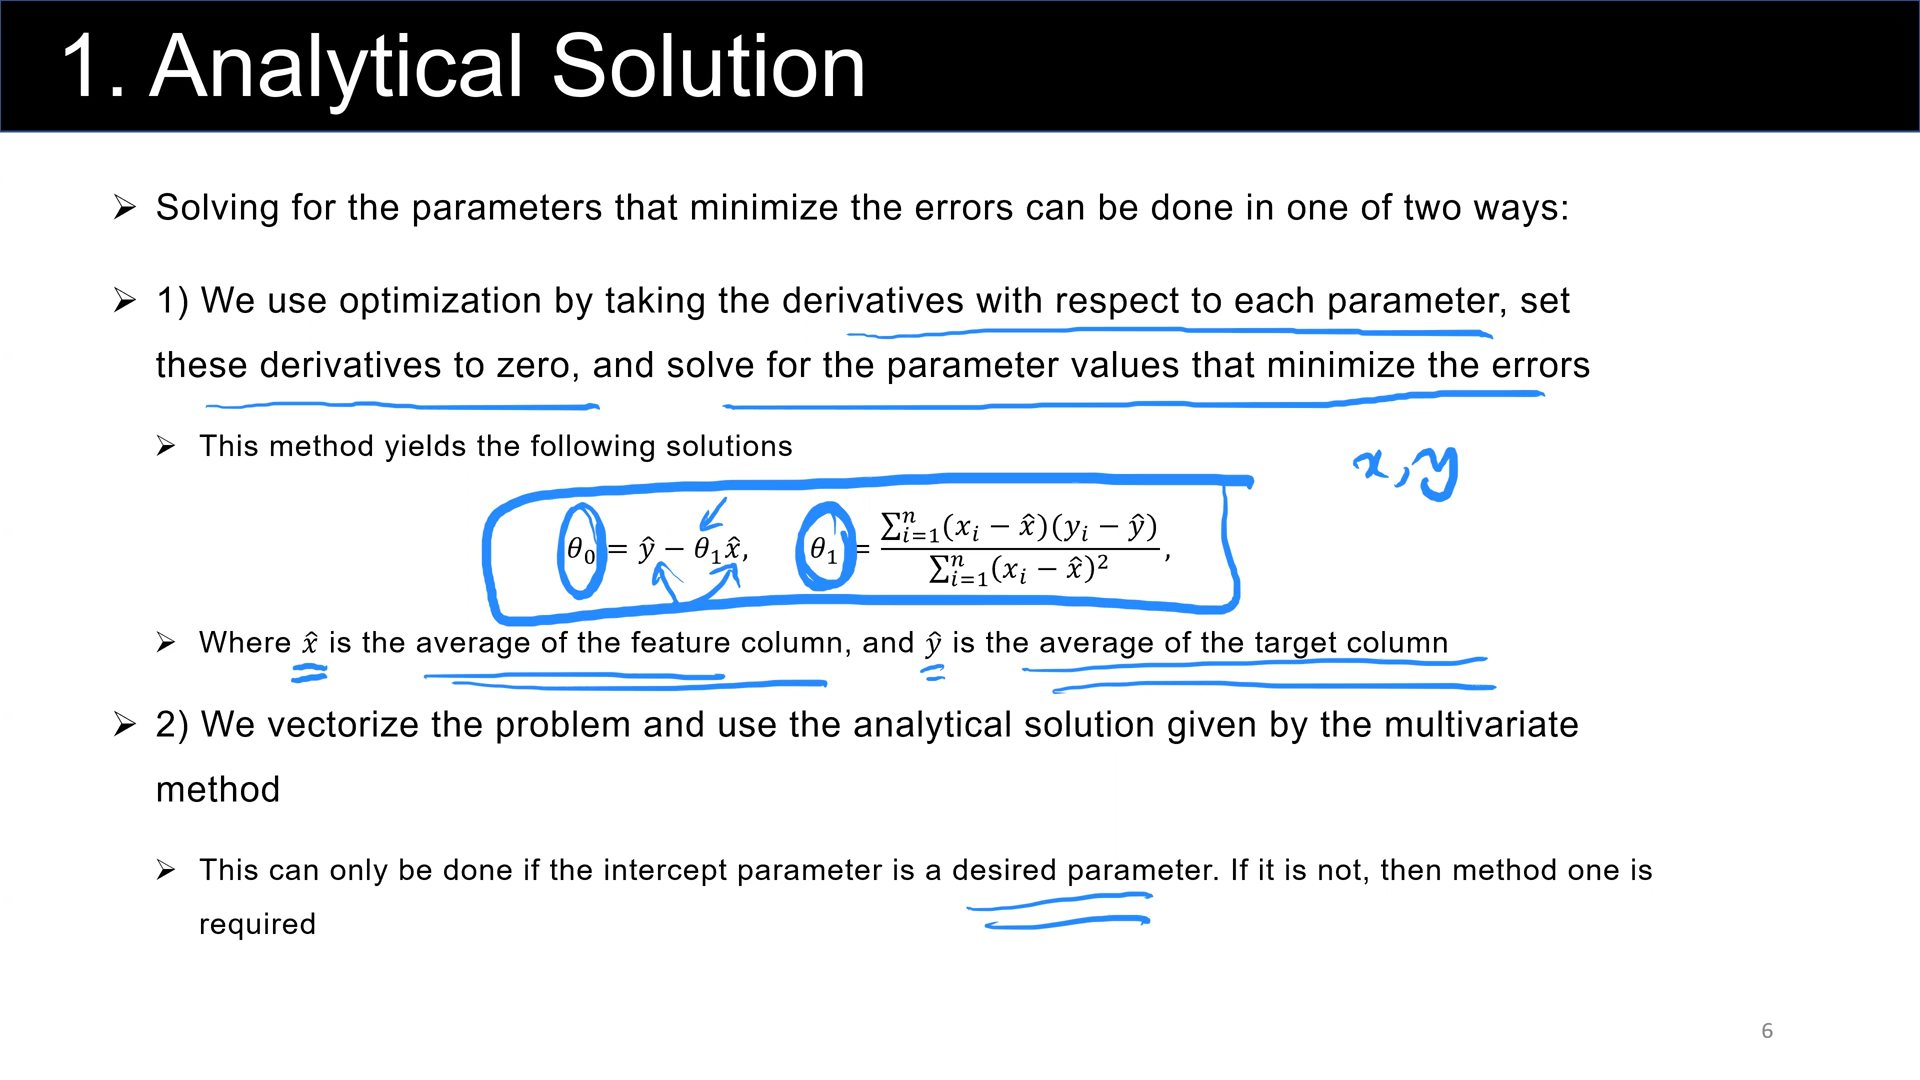 1. Analytical Solution
➢ Solving for the parameters that minimize the errors can be done in one of two ways:
➢ 1) We use optimization by taking the derivatives with respect to each parameter, set
these derivatives to zero, and solve for the parameter values that minimize the errors
➢ This method yields the following solutions
x, y
θ₀ = ŷ − θ₁x̂, θ₁ = \frac{∑_{i=1}^{n}(x_i − x̂)(y_i − ŷ)}{∑_{i=1}^{n}(x_i − x̂)²},
➢ Where x̂ is the average of the feature column, and ŷ is the average of the target column
➢ 2) We vectorize the problem and use the analytical solution given by the multivariate
method
➢ This can only be done if the intercept parameter is a desired parameter. If it is not, then method one is
required
6